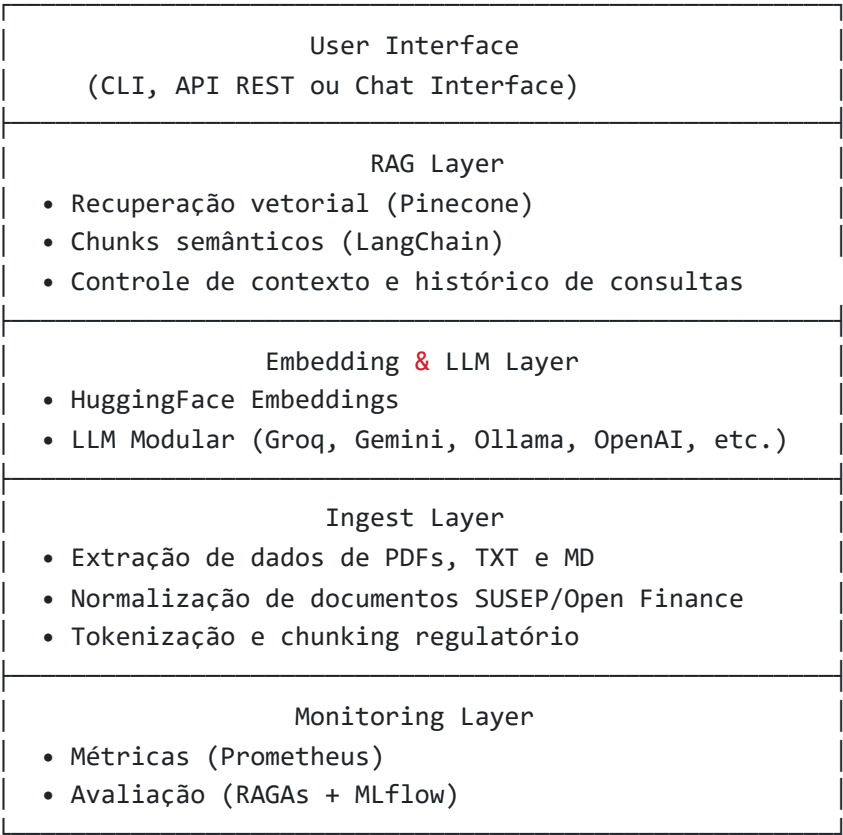 User Interface
(CLI, API REST ou Chat Interface)
RAG Layer
• Recuperação vetorial (Pinecone)
• Chunks semânticos (LangChain)
• Controle de contexto e histórico de consultas
Embedding & LLM Layer
• HuggingFace Embeddings
• LLM Modular (Groq, Gemini, Ollama, OpenAI, etc.)
Ingest Layer
• Extração de dados de PDFs, TXT e MD
• Normalização de documentos SUSEP/Open Finance
• Tokenização e chunking regulatório
Monitoring Layer
• Métricas (Prometheus)
• Avaliação (RAGAs + MLflow)